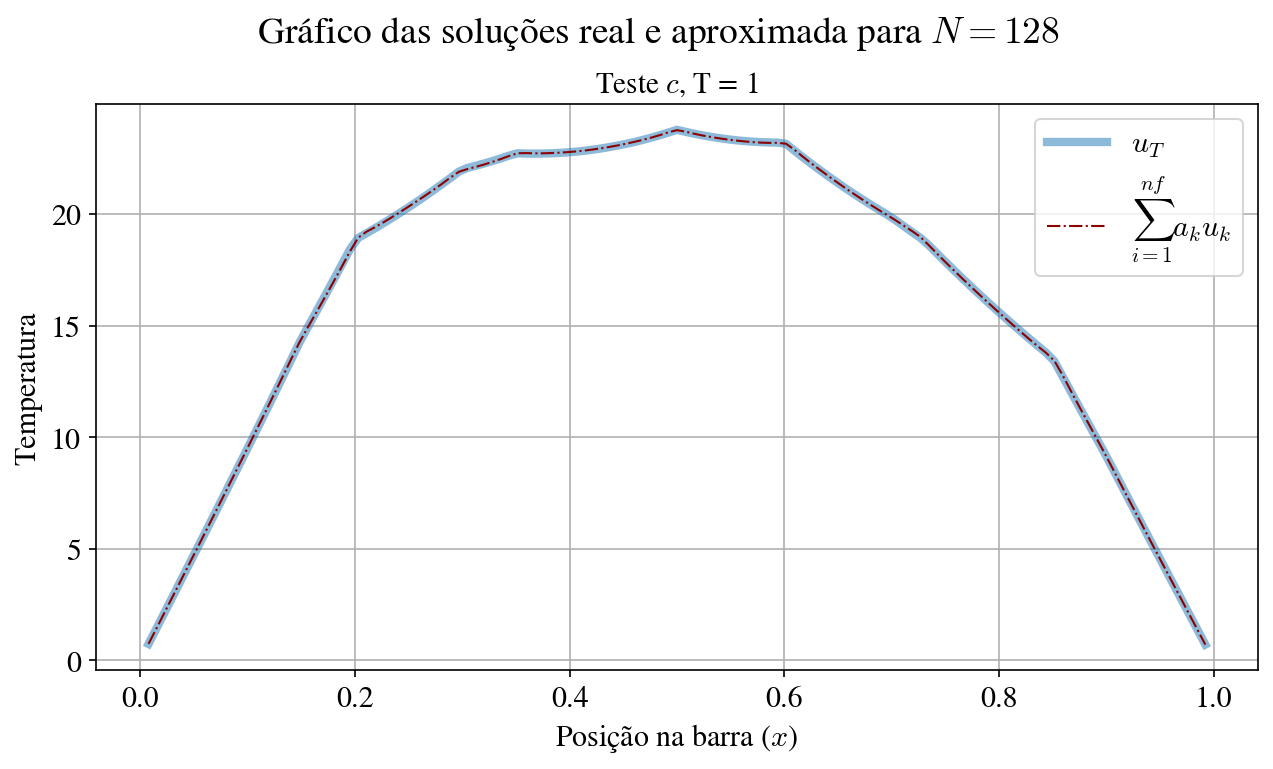 Gráfico das soluções real e aproximada para N = 128
Teste c, T = 1
u_T
nf
∑ a_k u_k
i = 1
Temperatura
20
15
10
5
0
0.0 0.2 0.4 0.6 0.8 1.0
Posição na barra (x)